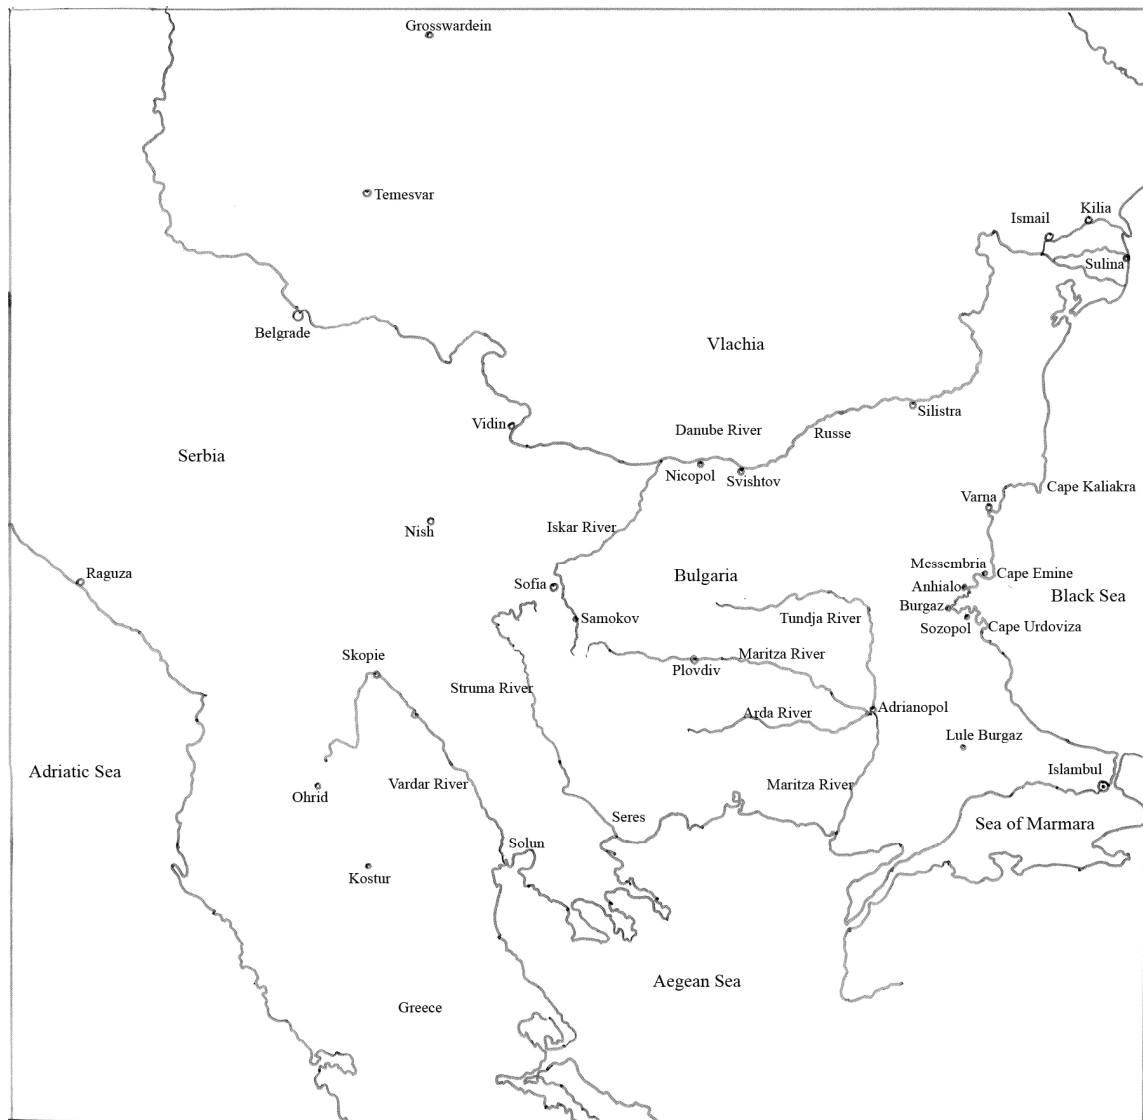 Grosswardein
Temesvar
Kilia
Ismail
Sulina
Belgrade
Vlachia
Silistra
Vidin
Danube River
Russe
Serbia
Nicopol
Svishtov
Cape Kaliakra
Varna
Iskar River
Nish
Messembria
Cape Emine
Raguza
Bulgaria
Sofia
Anhialo
Black Sea
Burgaz
Samokov
Tundja River
Sozopol
Cape Urdoviza
Skopie
Maritza River
Plovdiv
Struma River
Adrianopol
Arda River
Lule Burgaz
Adriatic Sea
Islambul
Ohrid
Vardar River
Maritza River
Seres
Sea of Marmara
Solun
Kostur
Aegean Sea
Greece